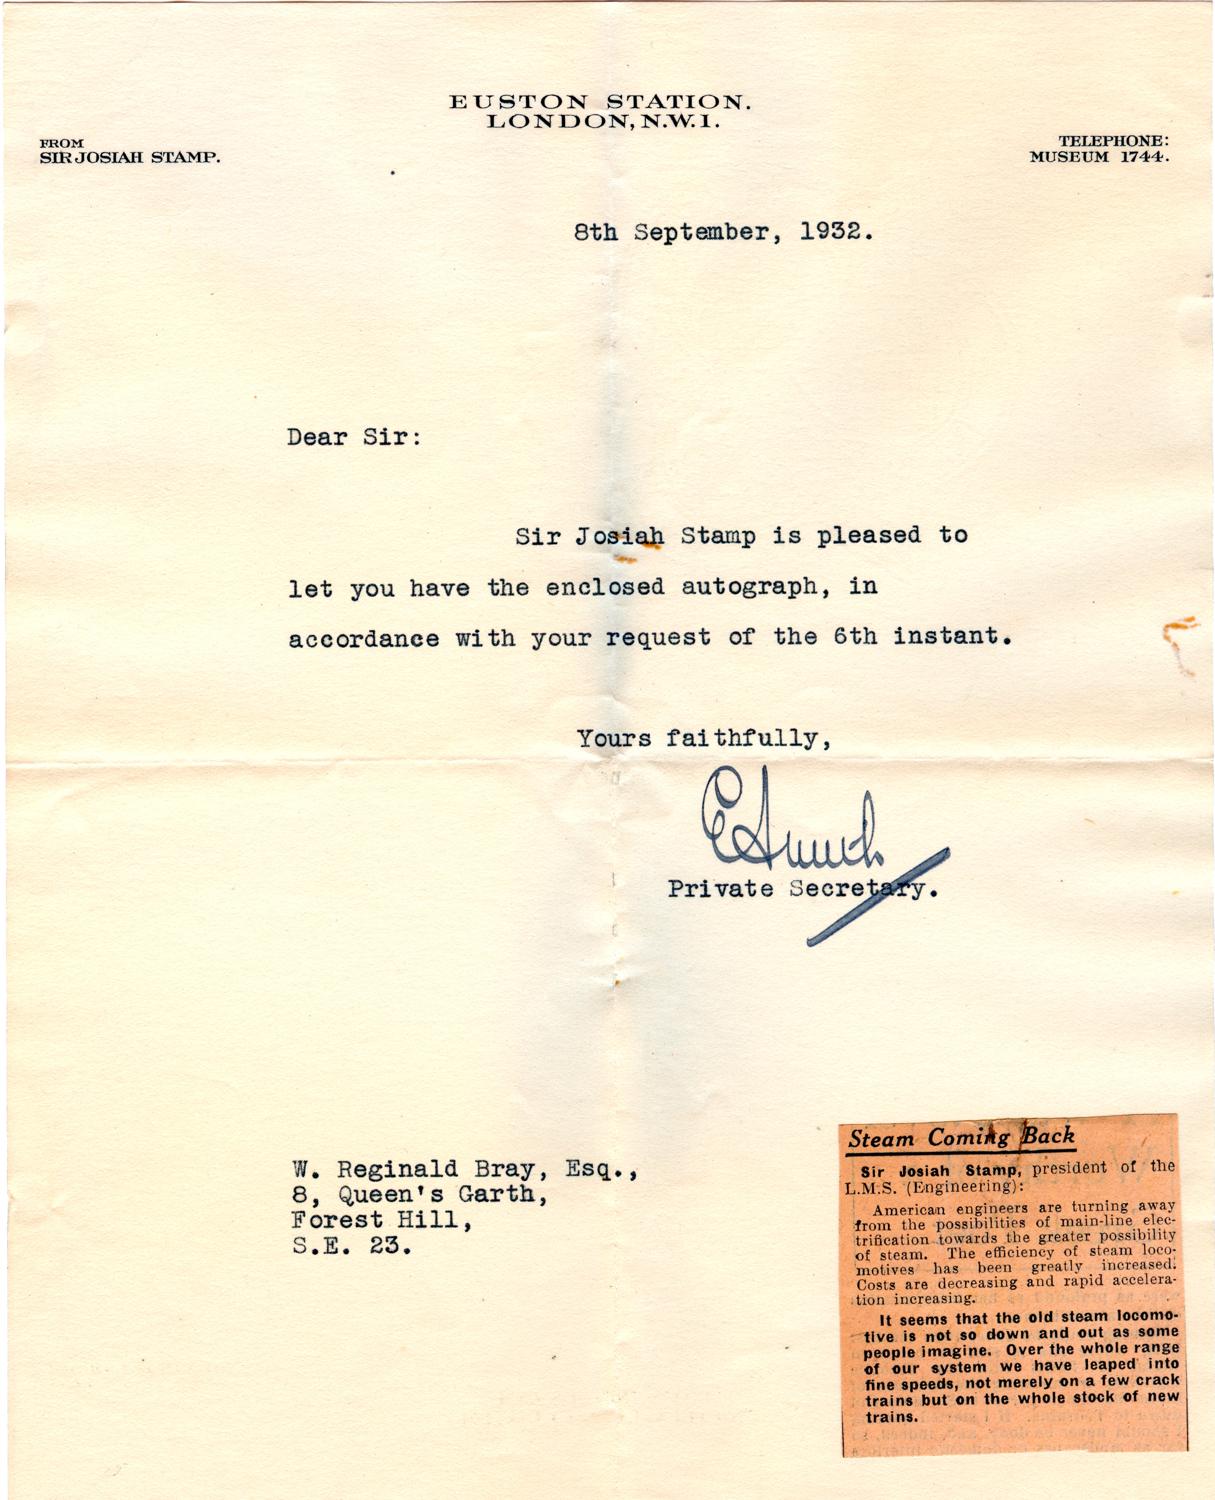 EUSTON STATION.
LONDON, N.W.1.
FROM
SIR JOSIAH STAMP.
TELEPHONE:
MUSEUM 1744.
8th September, 1932.
Dear Sir:
Sir Josiah Stamp is pleased to
let you have the enclosed autograph, in
accordance with your request of the 6th instant.
Yours faithfully,
Private Secretary.
W. Reginald Bray, Esq.,
8, Queen's Garth,
Forest Hill,
S.E. 23.
Steam Coming Back
Sir Josiah Stamp, president of the
L.M.S. (Engineering):
American engineers are turning away
from the possibilities of main-line elec-
trification towards the greater possibility
of steam. The efficiency of steam loco-
motives has been greatly increased.
Costs are decreasing and rapid accelera-
tion increasing.
It seems that the old steam locomo-
tive is not so down and out as some
people imagine. Over the whole range
of our system we have leaped into
fine speeds, not merely on a few crack
trains but on the whole stock of new
trains.